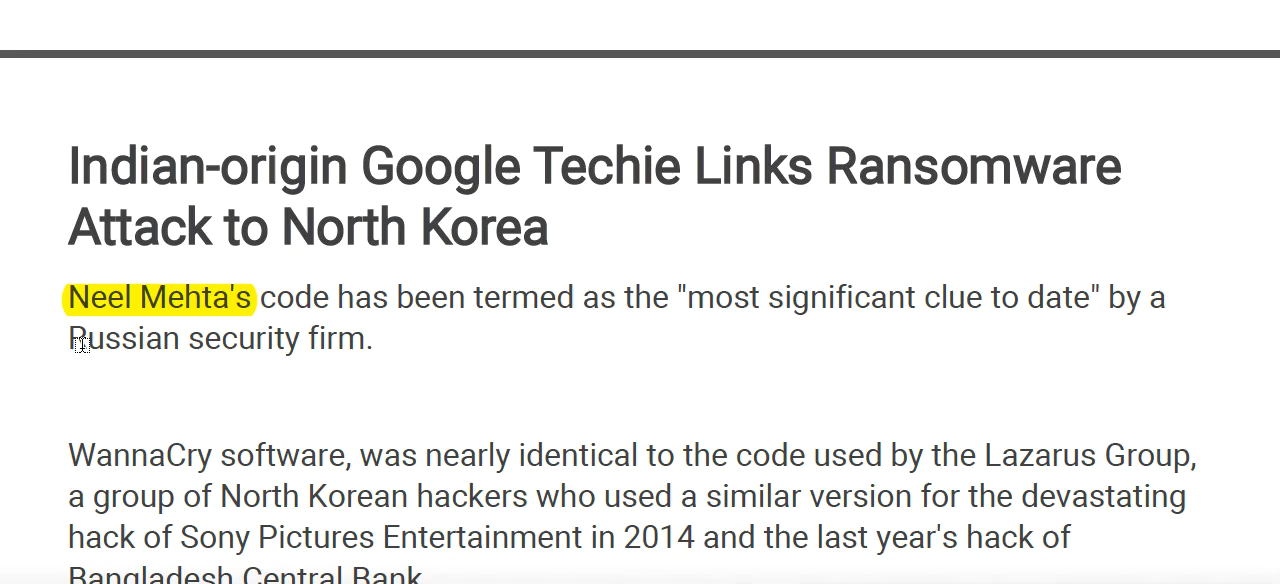 Indian-origin Google Techie Links Ransomware
Attack to North Korea
Neel Mehta's code has been termed as the "most significant clue to date" by a
Russian security firm.
WannaCry software, was nearly identical to the code used by the Lazarus Group,
a group of North Korean hackers who used a similar version for the devastating
hack of Sony Pictures Entertainment in 2014 and the last year's hack of
Bangladesh Central Bank